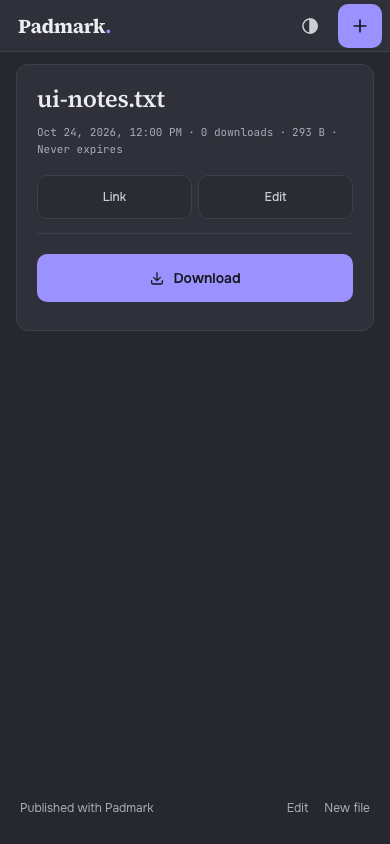 Padmark.
ui-notes.txt
Oct 24, 2026, 12:00 PM · 0 downloads · 293 B ·
Never expires
Link
Edit
Download
Published with Padmark
Edit
New file